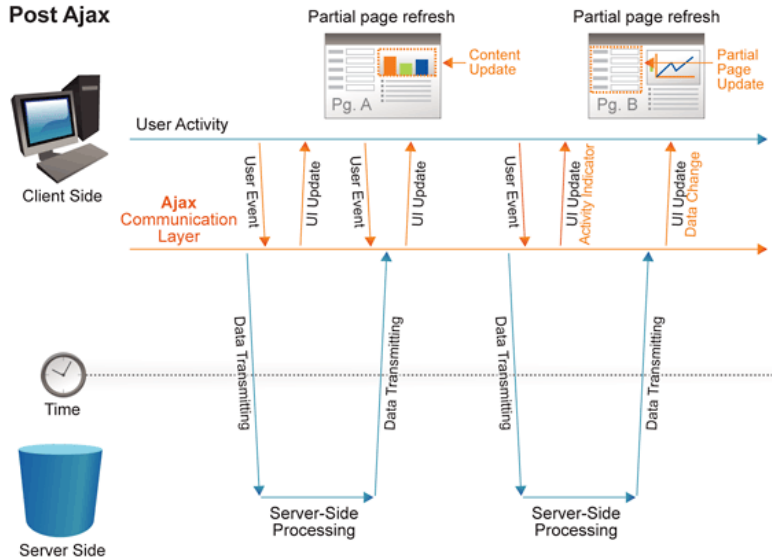 Post Ajax
Partial page refresh
Partial page refresh
Content
Update
Pg. A
Partial
Page
Update
Pg. B
User Activity
Client Side
User Event
UI Update
User Event
UI Update
User Event
UI Update
Activity Indicator
UI Update
Data Change
Ajax
Communication
Layer
Data Transmitting
Data Transmitting
Data Transmitting
Data Transmitting
Time
Server-Side
Processing
Server-Side
Processing
Server Side